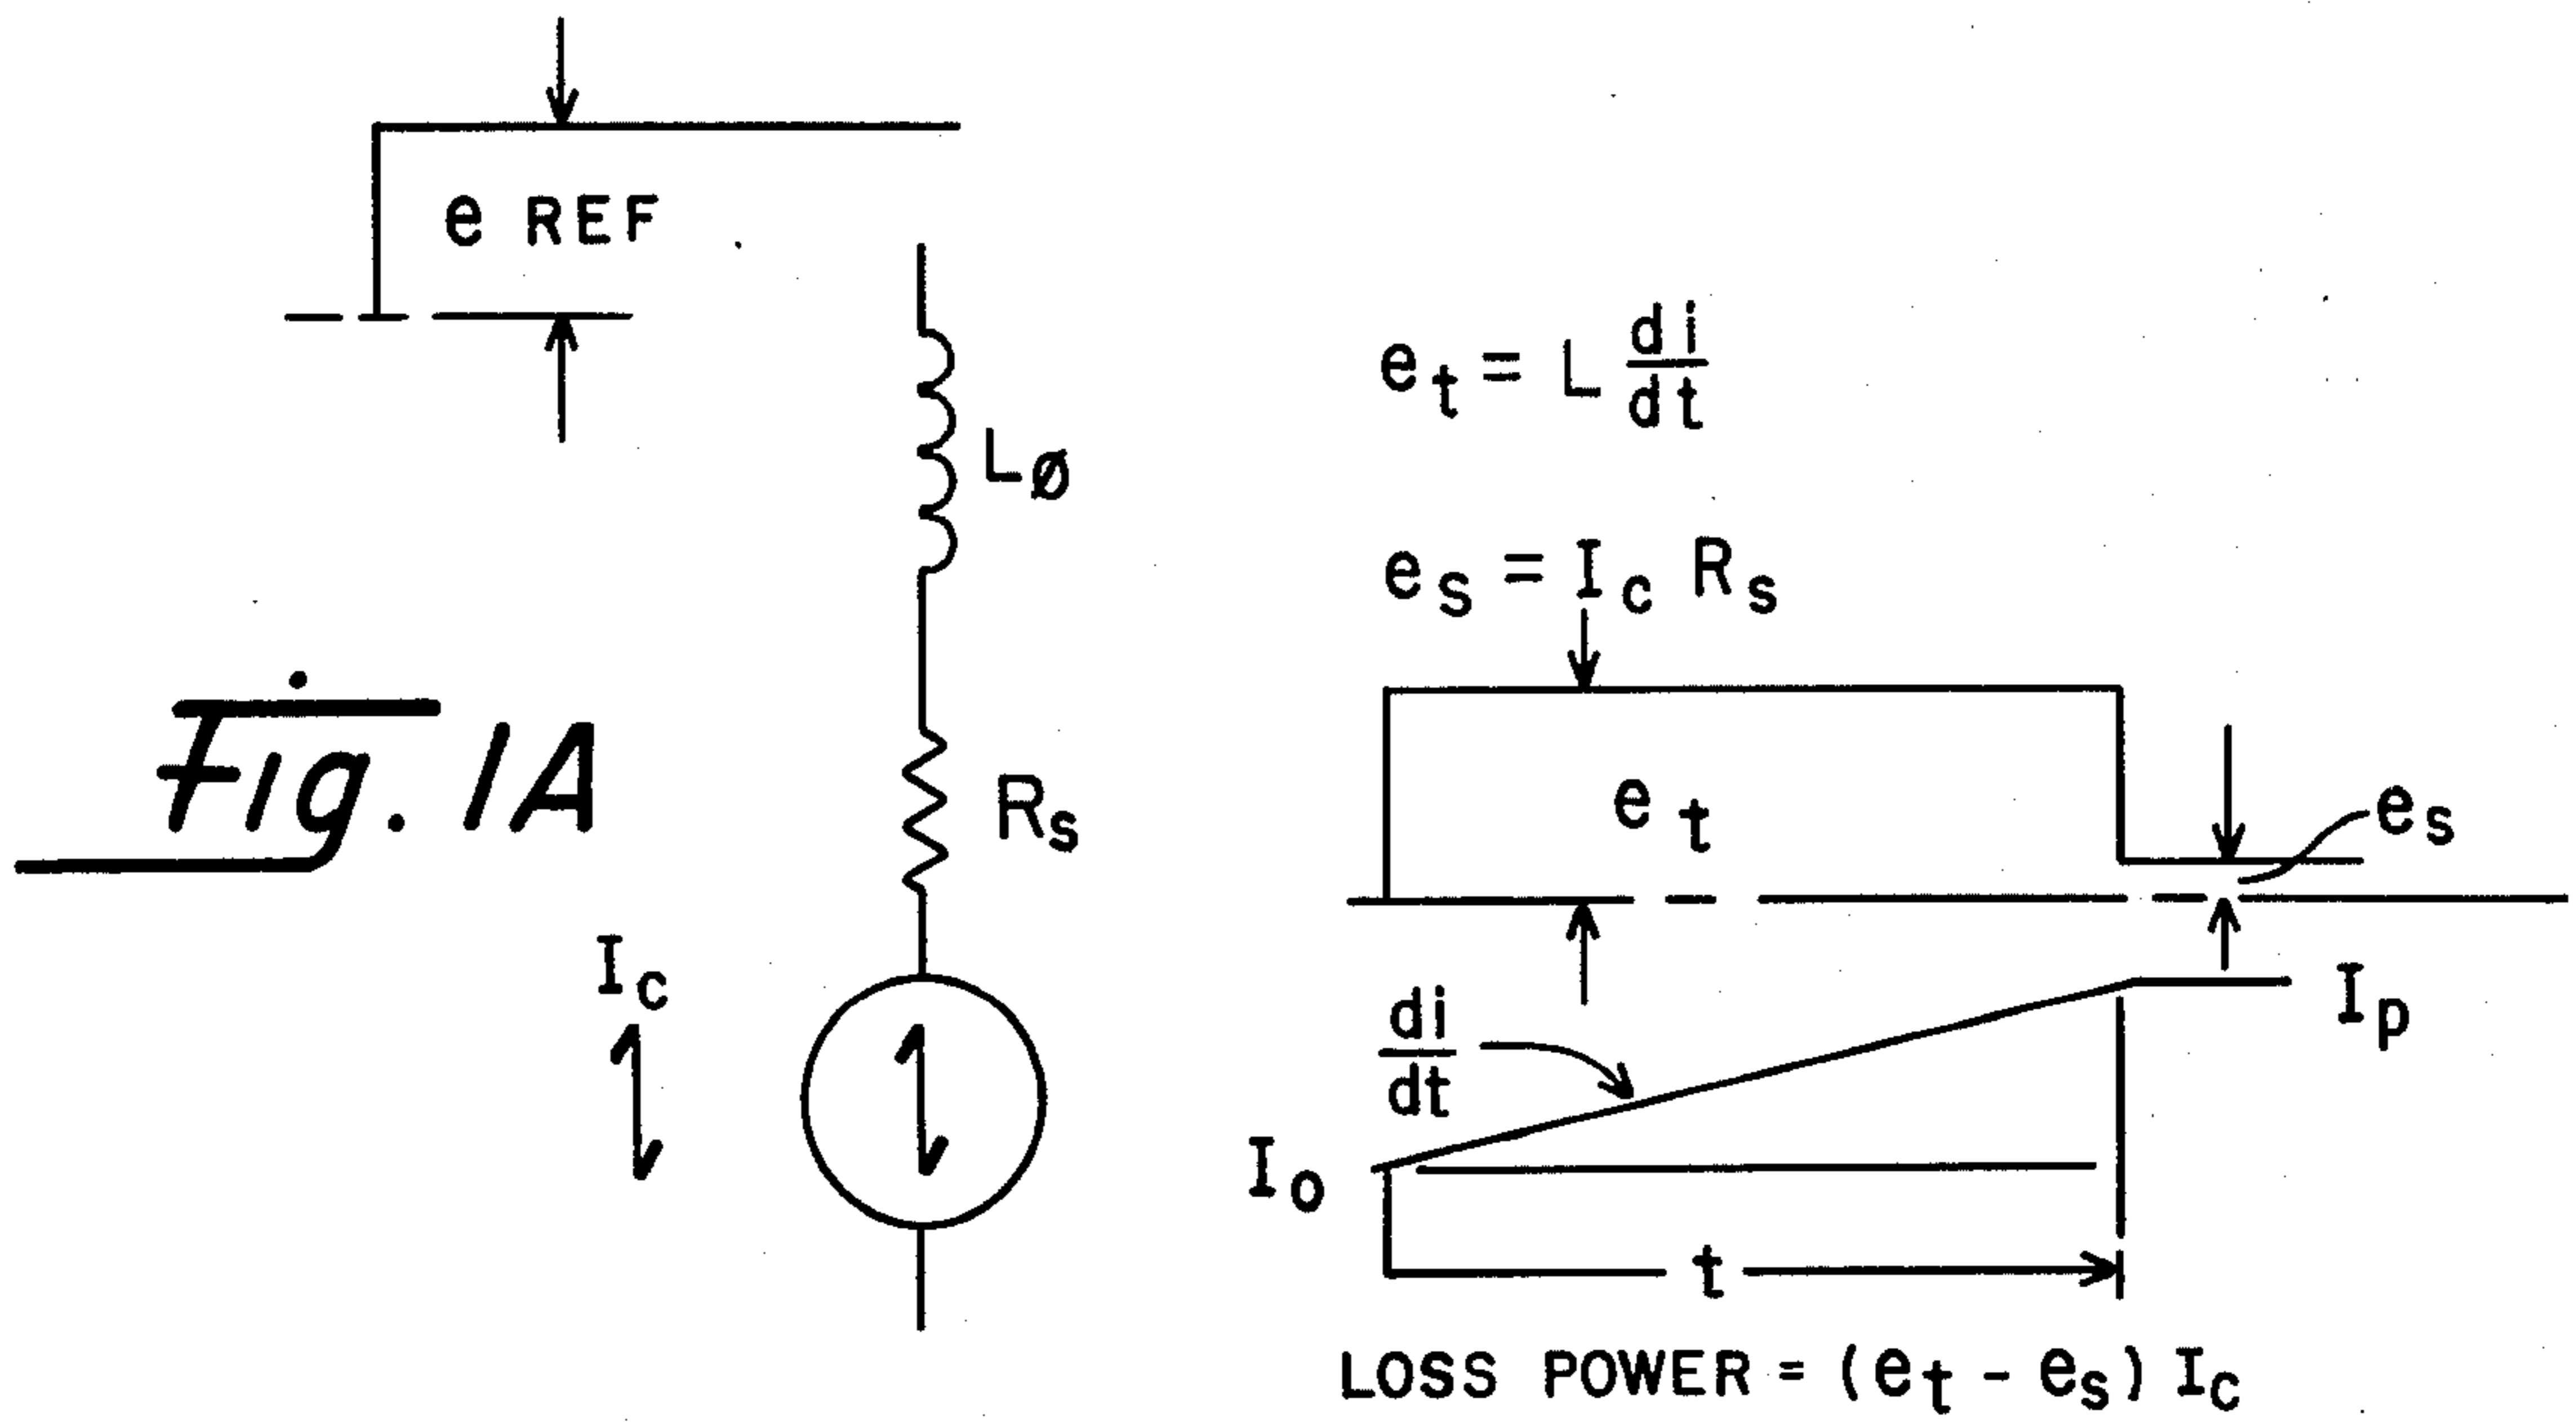 e REF
Lø
Rs
Ic
Fig. 1A
et = L di/dt
es = Ic Rs
et
es
di/dt
Ip
Io
t
LOSS POWER = (et - es) Ic